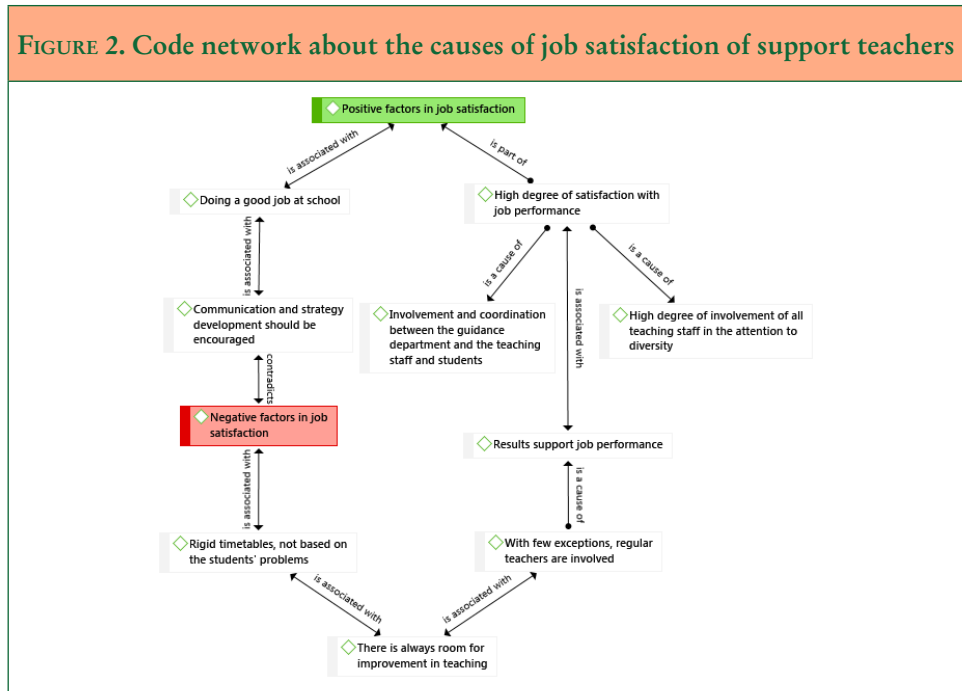 FIGURE 2. Code network about the causes of job satisfaction of support teachers
Positive factors in job satisfaction
is associated with
is part of
Doing a good job at school
High degree of satisfaction with
job performance
is associated with
is a cause of
is a cause of
is associated with
Communication and strategy
development should be
encouraged
Involvement and coordination
between the guidance
department and the teaching
staff and students
High degree of involvement of all
teaching staff in the attention to
diversity
contradicts
Negative factors in job
satisfaction
Results support job performance
is associated with
is a cause of
Rigid timetables, not based on
the students' problems
With few exceptions, regular
teachers are involved
is associated with
is associated with
There is always room for
improvement in teaching